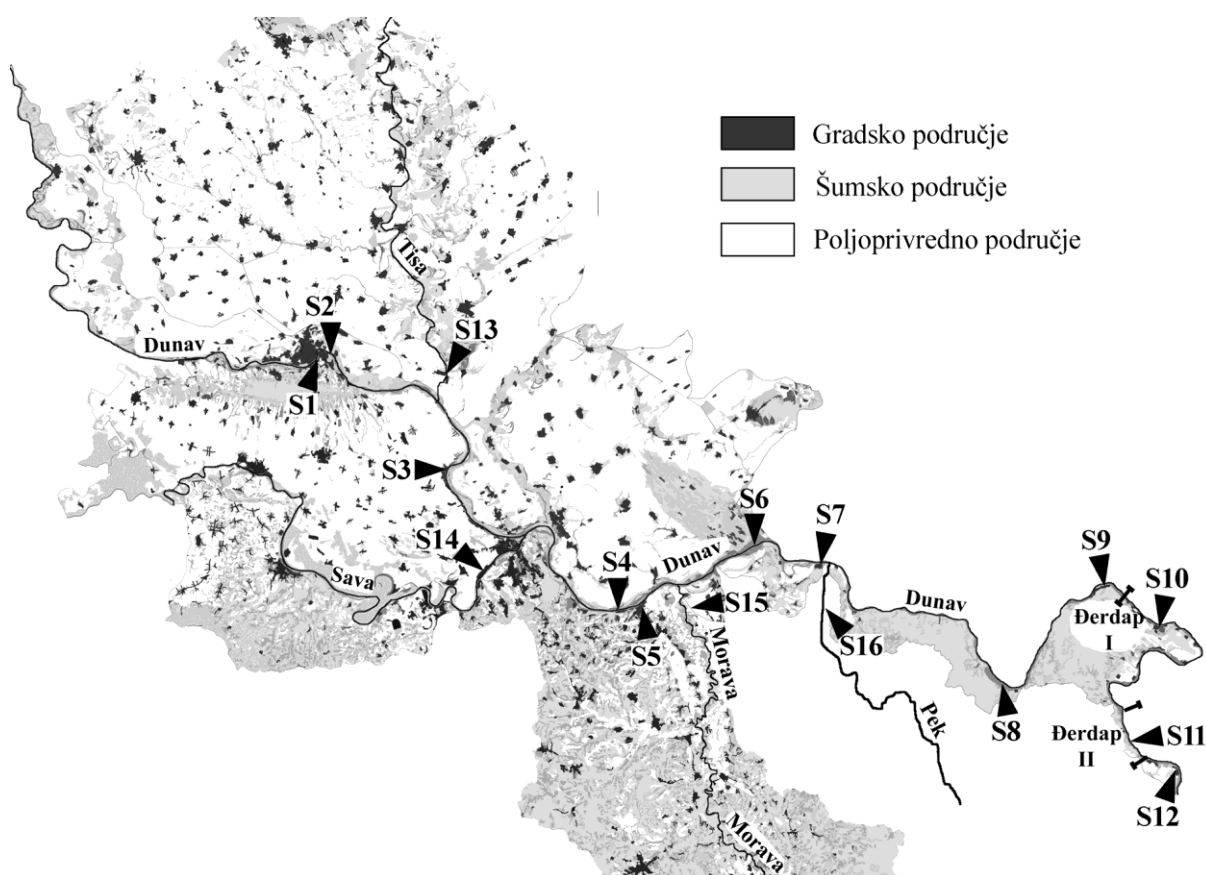 Gradsko područje
Šumsko područje
Poljoprivredno područje
Tisa
S2
S13
Dunav
S1
S3
S6
S7
S9
S14
S4
Dunav
S10
Sava
Dunav
Đerdap
I
S15
S5
S16
Morava
S8
Pek
Đerdap
II
S11
S12
Morava